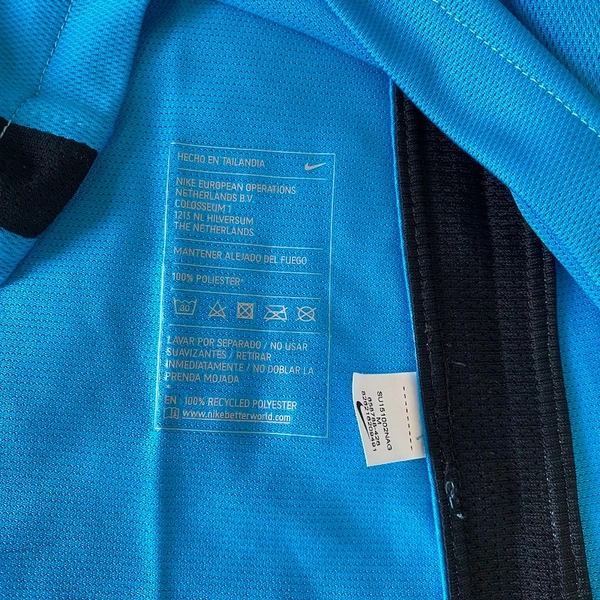 HECHO EN TAILANDIA
NIKE EUROPEAN OPERATIONS
NETHERLANDS B.V.
COLOSSEUM 1
1213 NL HILVERSUM
THE NETHERLANDS
MANTENER ALEJADO DEL FUEGO
100% POLIESTER*
30
LAVAR POR SEPARADO / NO USAR
SUAVIZANTES / RETIRAR
INMEDIATAMENTE / NO DOBLAR LA
PRENDA MOJADA
EN : 100% RECYCLED POLYESTER
www.nikebetterworld.com
SU151002NAG
M